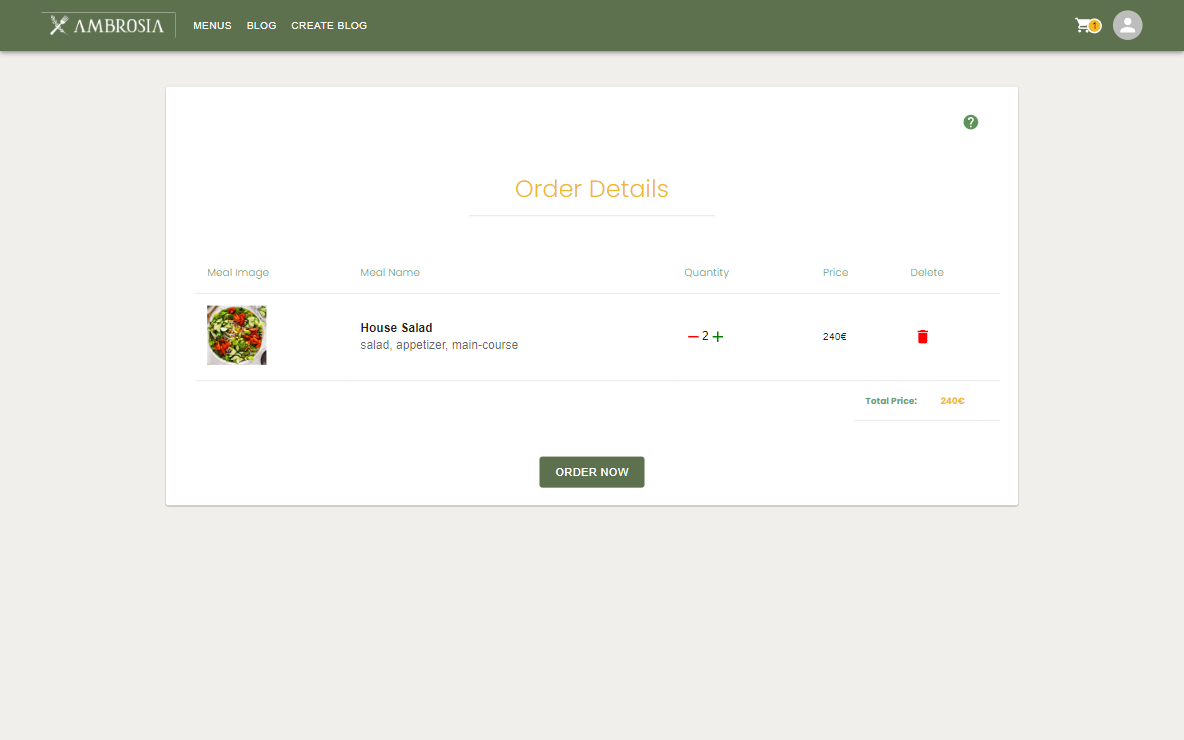 AMBROSIA MENUS BLOG CREATE BLOG 1
?
Order Details
Meal Image Meal Name Quantity Price Delete
House Salad
salad, appetizer, main-course
2 240€
Total Price: 240€
ORDER NOW